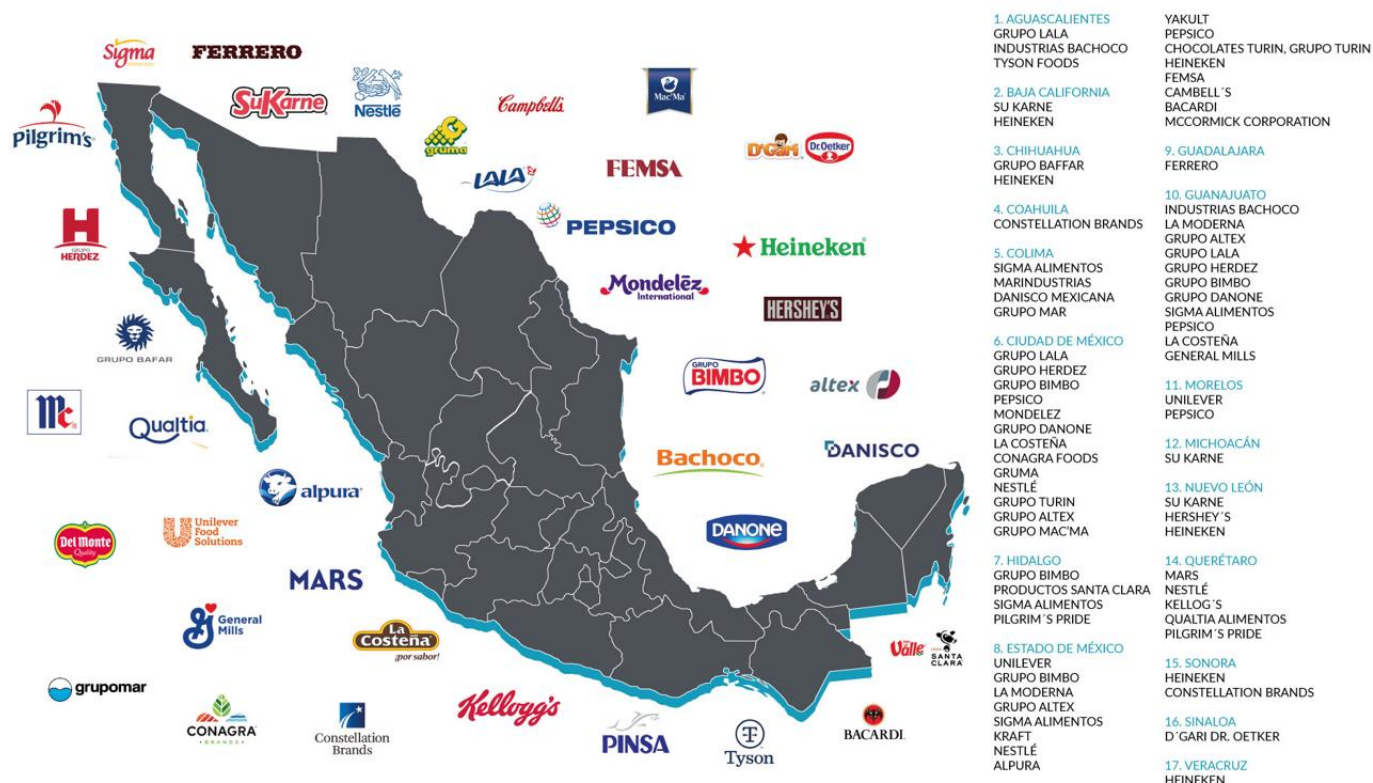 Sigma
FERRERO
SuKarne
Nestlé
Campbell's
Mac'Ma
Pilgrim's
gruma
D'Gari
Dr.Oetker
LALA
FEMSA
PEPSICO
GRUPO
HERDEZ
Heineken
Mondelēz
International
HERSHEY'S
GRUPO BAFAR
GRUPO
BIMBO
altex
Mc
Qualtia
Bachoco
DANISCO
alpura
Del Monte
Quality
Unilever
Food
Solutions
DANONE
MARS
General
Mills
La
Costeña
¡por sabor!
Valle
SANTA
CLARA
grupomar
CONAGRA
BRANDS
Constellation
Brands
Kellogg's
PINSA
Tyson
BACARDI
1. AGUASCALIENTES
GRUPO LALA
INDUSTRIAS BACHOCO
TYSON FOODS
2. BAJA CALIFORNIA
SU KARNE
HEINEKEN
3. CHIHUAHUA
GRUPO BAFFAR
HEINEKEN
4. COAHUILA
CONSTELLATION BRANDS
5. COLIMA
SIGMA ALIMENTOS
MARINDUSTRIAS
DANISCO MEXICANA
GRUPO MAR
6. CIUDAD DE MÉXICO
GRUPO LALA
GRUPO HERDEZ
GRUPO BIMBO
PEPSICO
MONDELEZ
GRUPO DANONE
LA COSTEÑA
CONAGRA FOODS
GRUMA
NESTLÉ
GRUPO TURIN
GRUPO ALTEX
GRUPO MAC'MA
7. HIDALGO
GRUPO BIMBO
PRODUCTOS SANTA CLARA
SIGMA ALIMENTOS
PILGRIM´S PRIDE
8. ESTADO DE MÉXICO
UNILEVER
GRUPO BIMBO
LA MODERNA
GRUPO ALTEX
SIGMA ALIMENTOS
KRAFT
NESTLÉ
ALPURA
YAKULT
PEPSICO
CHOCOLATES TURIN, GRUPO TURIN
HEINEKEN
FEMSA
CAMBELL´S
BACARDI
MCCORMICK CORPORATION
9. GUADALAJARA
FERRERO
10. GUANAJUATO
INDUSTRIAS BACHOCO
LA MODERNA
GRUPO ALTEX
GRUPO LALA
GRUPO HERDEZ
GRUPO BIMBO
GRUPO DANONE
SIGMA ALIMENTOS
PEPSICO
LA COSTEÑA
GENERAL MILLS
11. MORELOS
UNILEVER
PEPSICO
12. MICHOACÁN
SU KARNE
13. NUEVO LEÓN
SU KARNE
HERSHEY´S
HEINEKEN
14. QUERÉTARO
MARS
NESTLÉ
KELLOG´S
QUALTIA ALIMENTOS
PILGRIM´S PRIDE
15. SONORA
HEINEKEN
CONSTELLATION BRANDS
16. SINALOA
D´GARI DR. OETKER
17. VERACRUZ
HEINEKEN